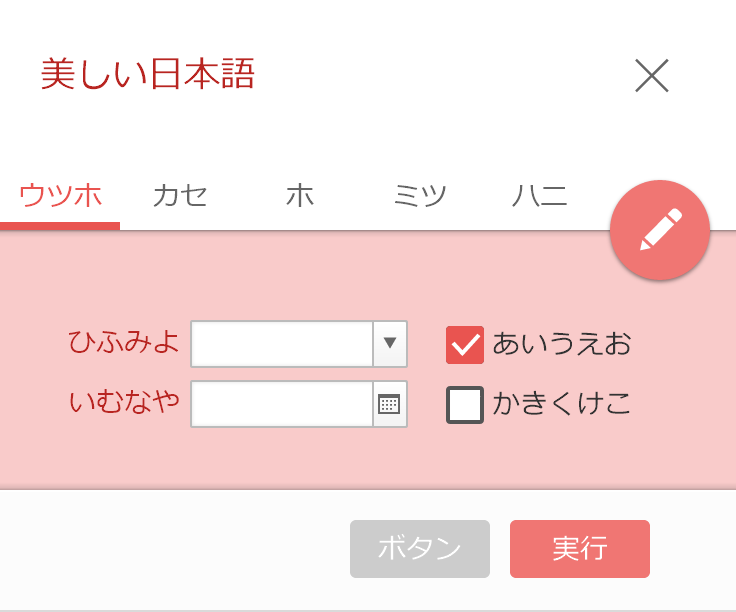 美しい日本語
ウツホ カセ ホ ミツ ハニ
ひふみよ あいうえお
いむなや かきくけこ
ボタン 実行